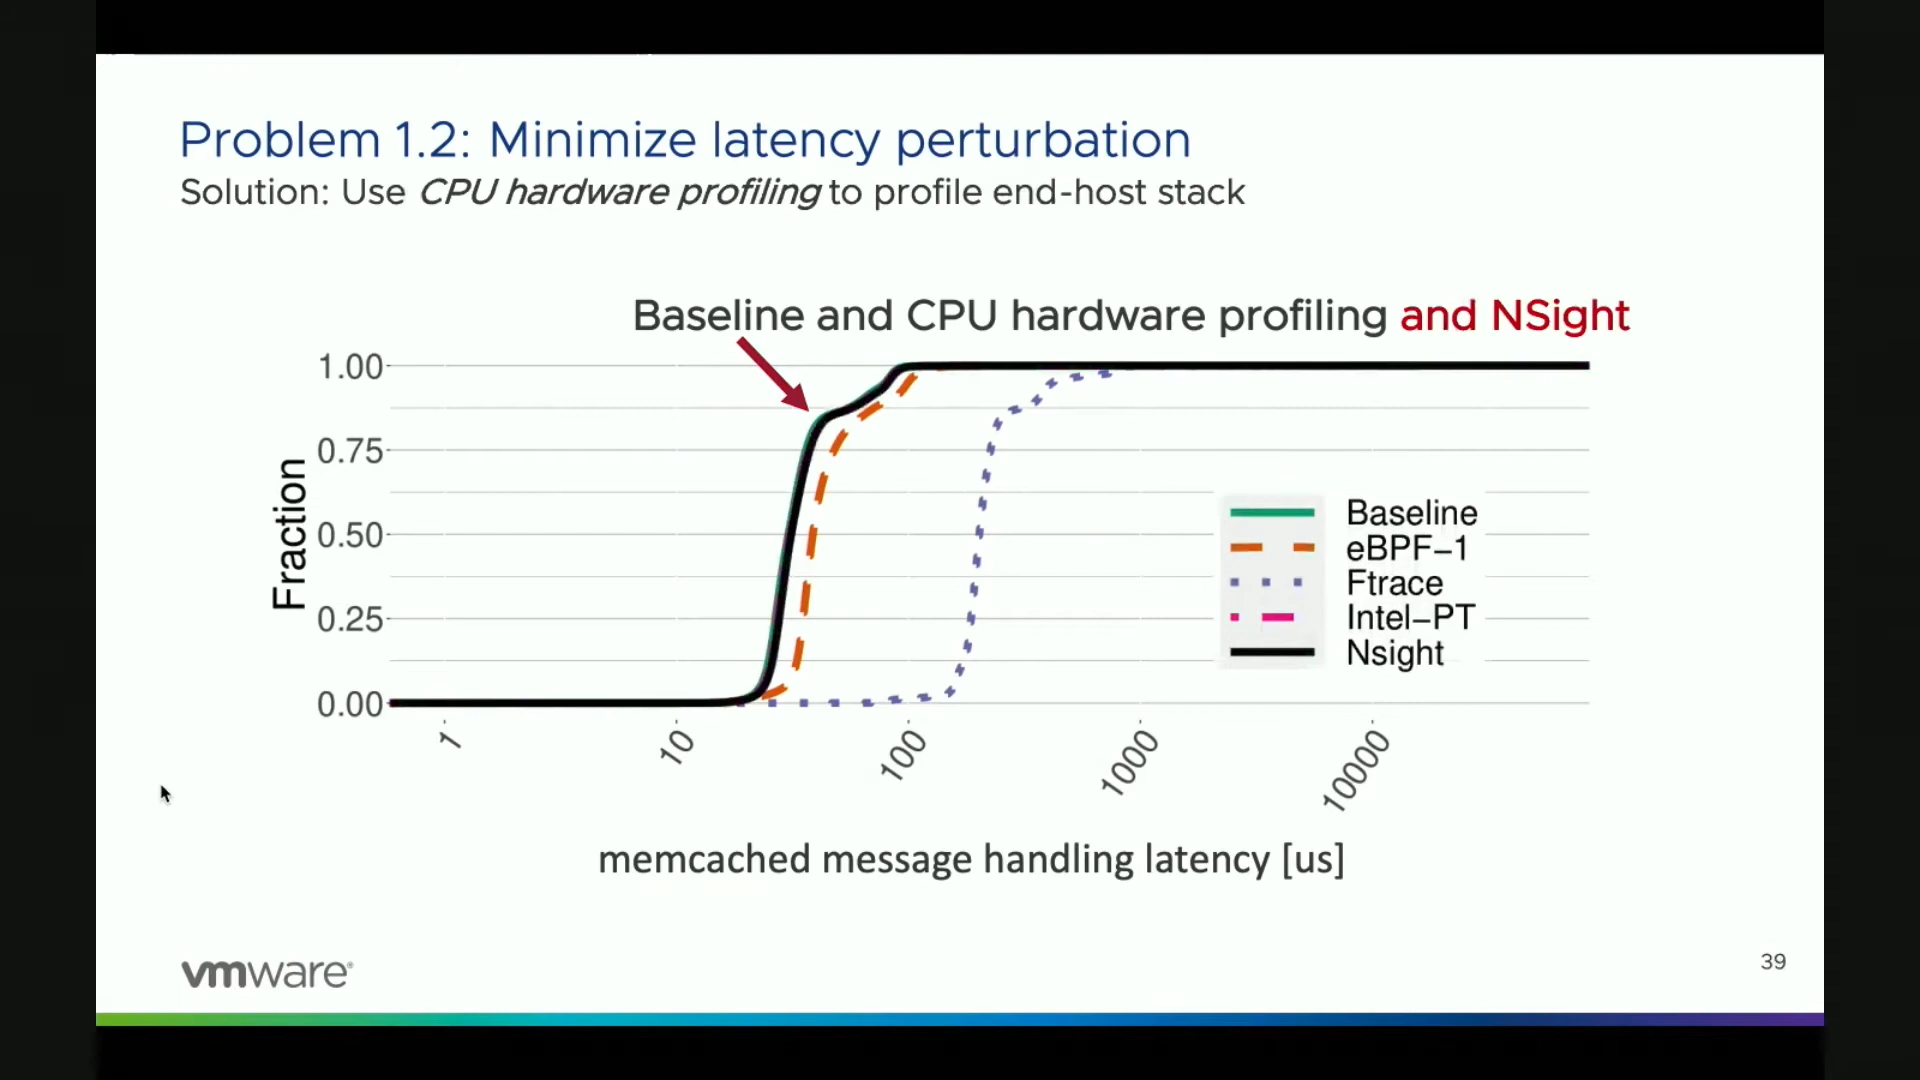 Problem 1.2: Minimize latency perturbation
Solution: Use CPU hardware profiling to profile end-host stack
Baseline and CPU hardware profiling and NSight
1.00
0.75
0.50
0.25
0.00
Fraction
Baseline
eBPF-1
Ftrace
Intel-PT
Nsight
1
10
100
1000
10000
memcached message handling latency [us]
vmware®
39